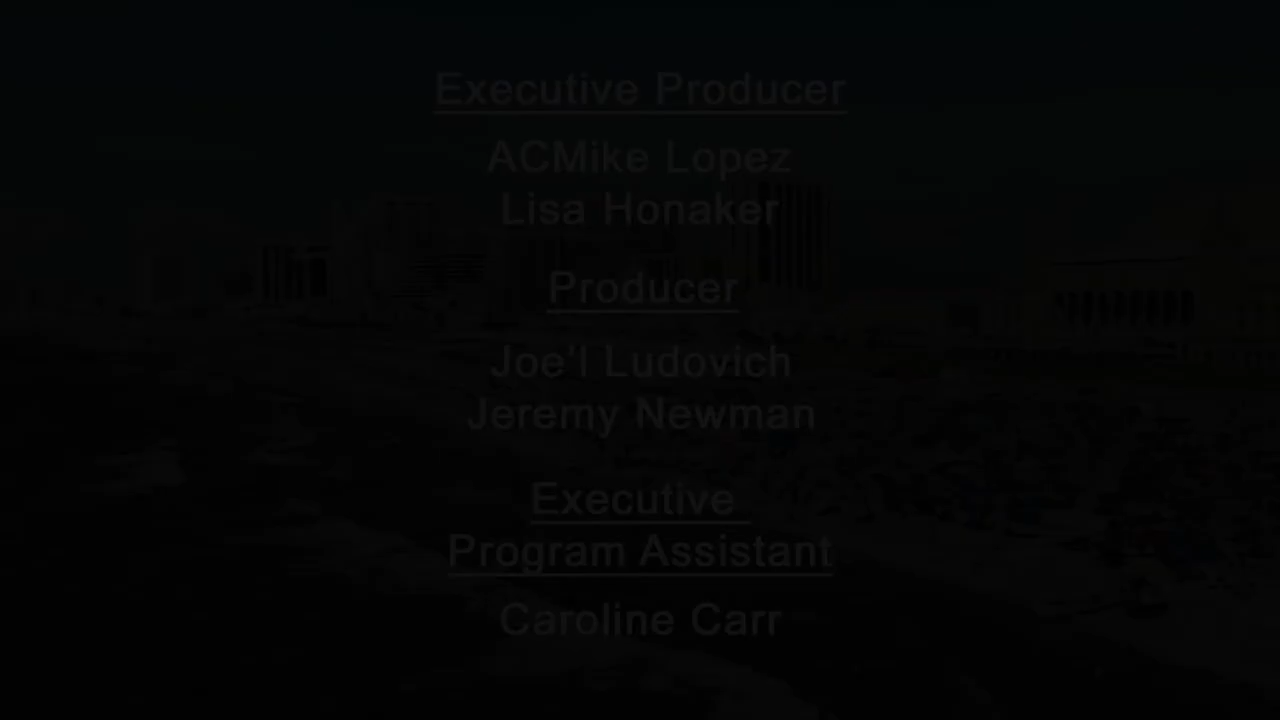 Executive Producer
ACMike Lopez
Lisa Honaker
Producer
Joe'l Ludovich
Jeremy Newman
Executive
Program Assistant
Caroline Carr